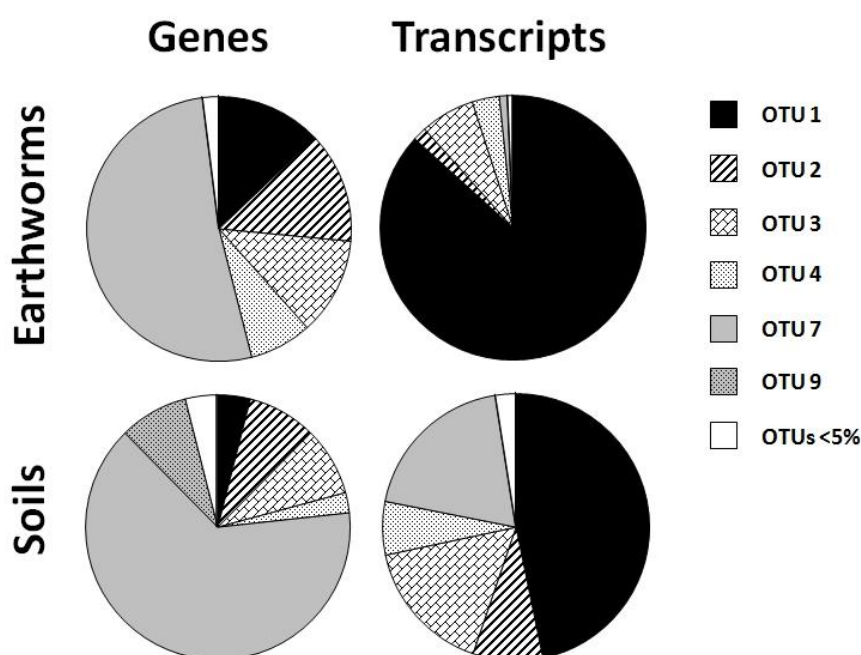 Genes Transcripts
Earthworms
Soils
OTU 1
OTU 2
OTU 3
OTU 4
OTU 7
OTU 9
OTUs <5%